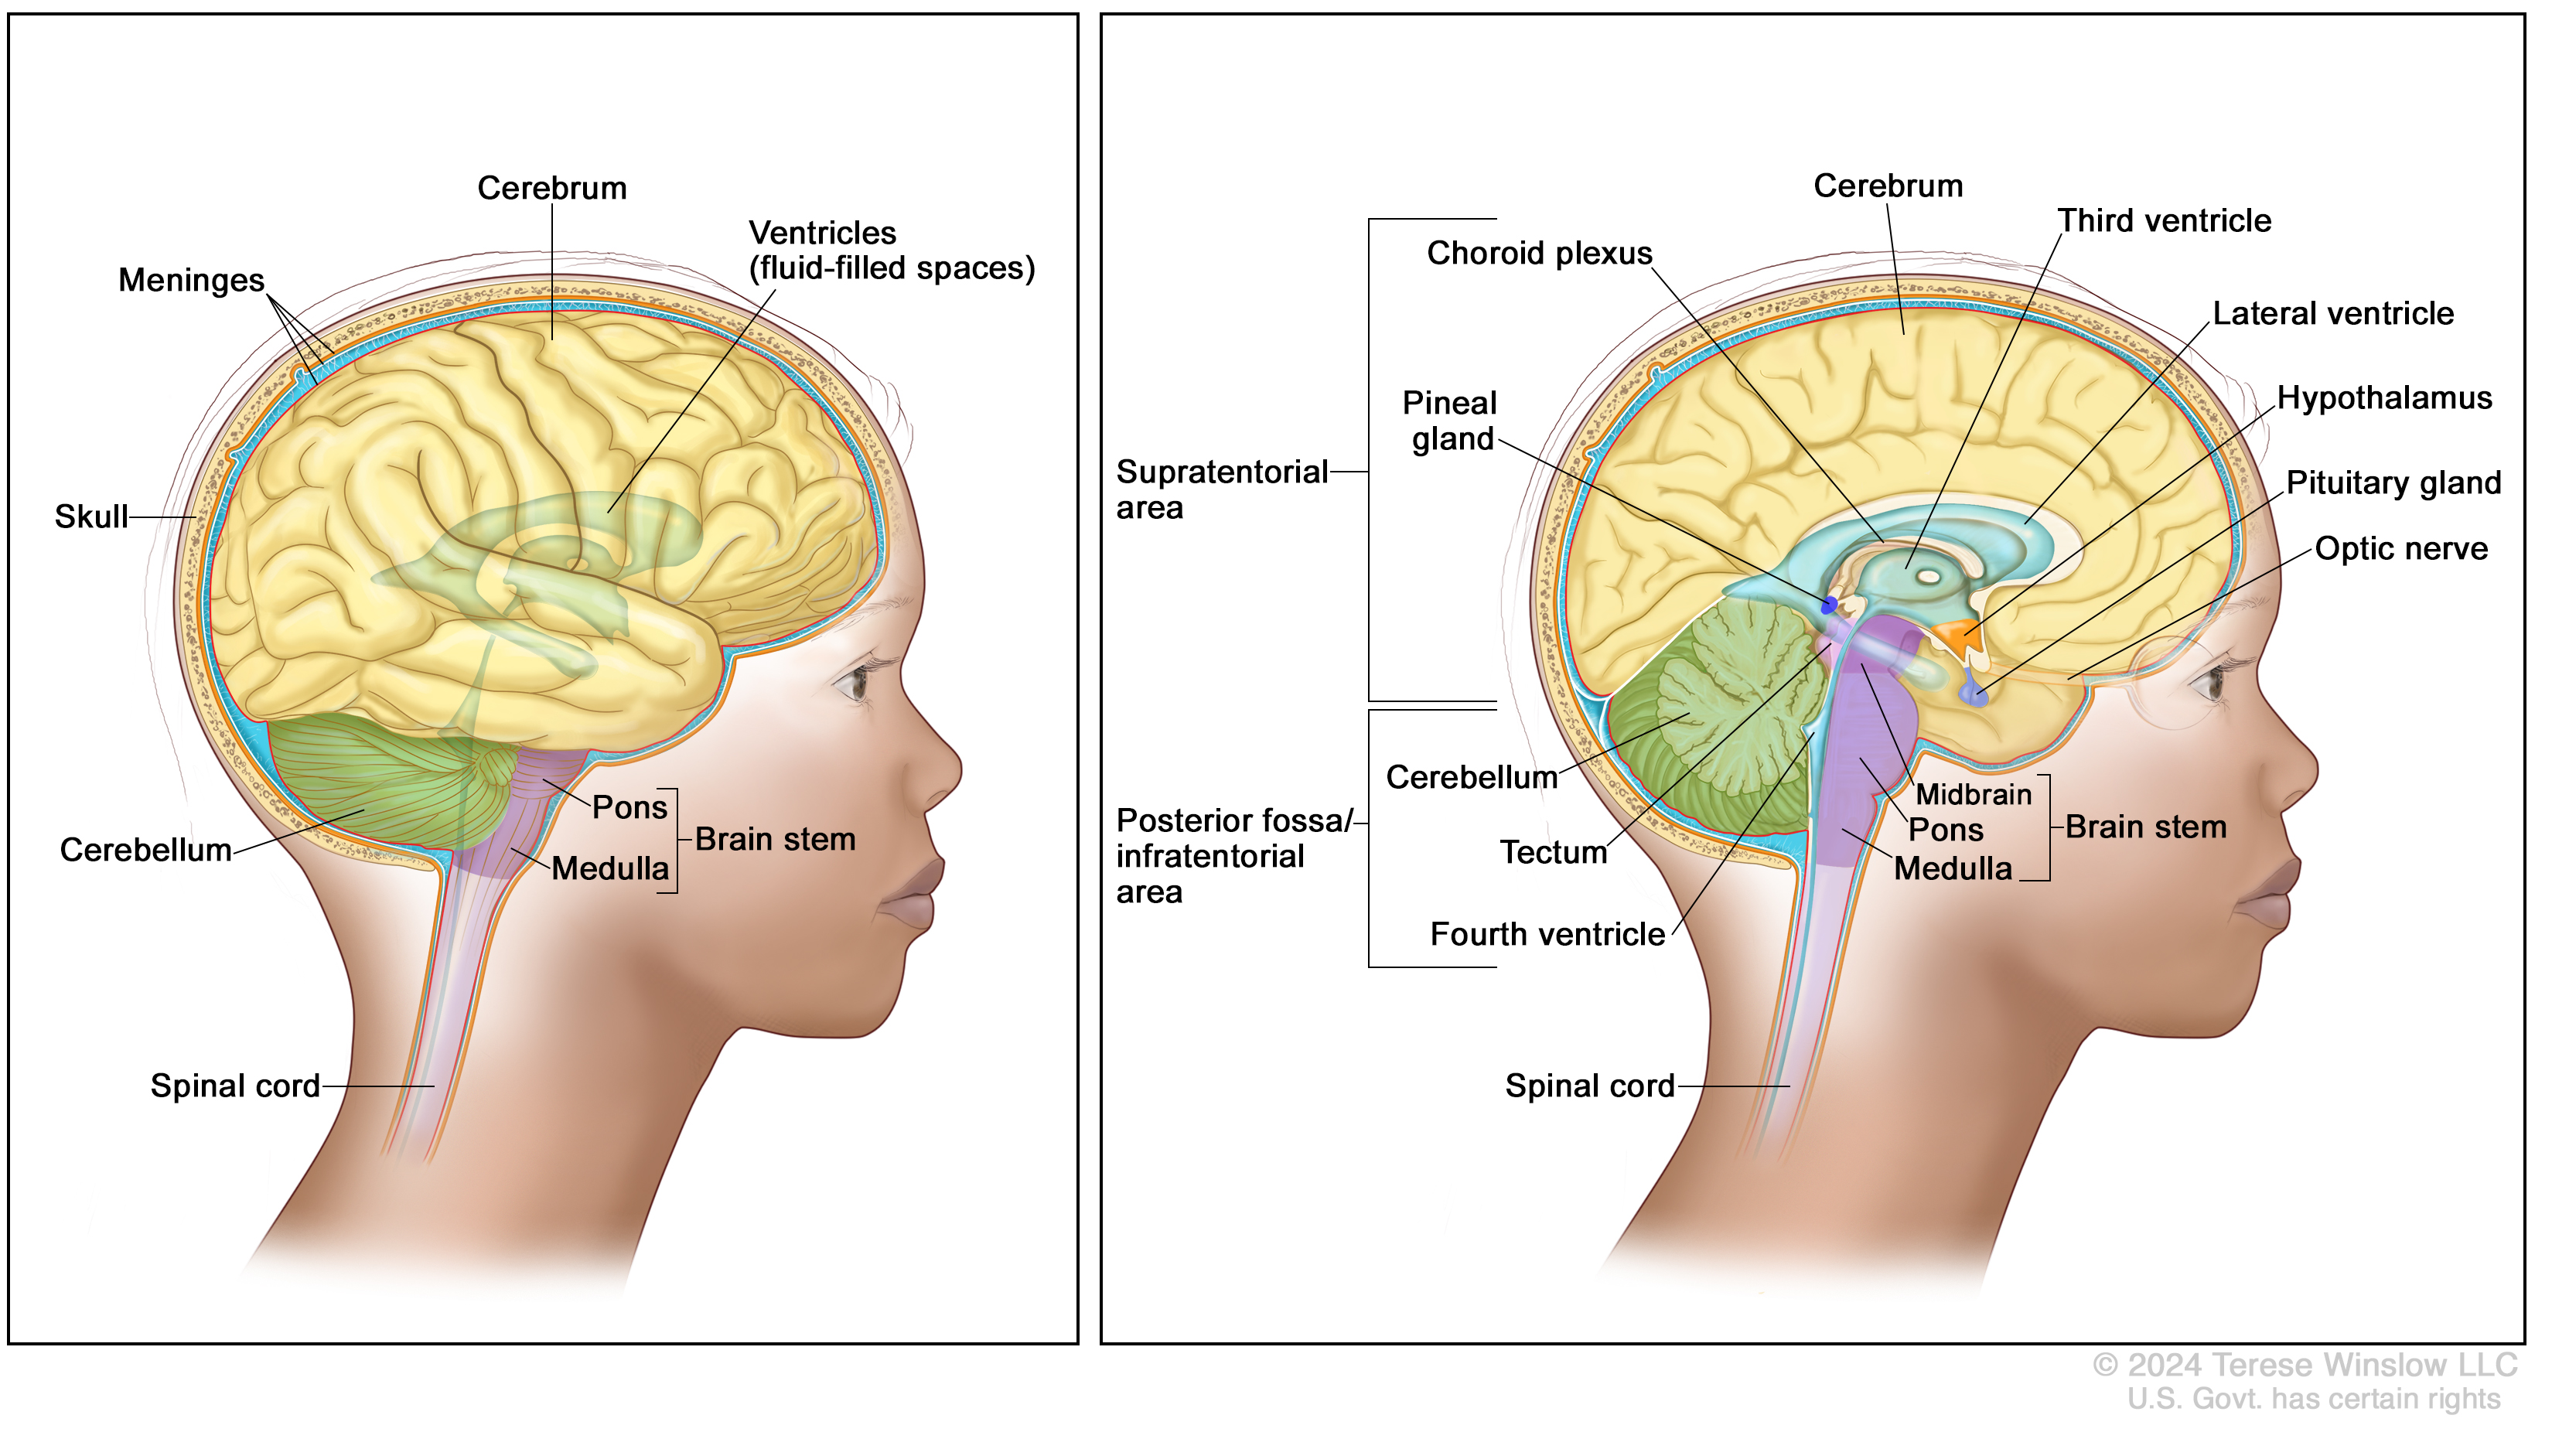 Cerebrum
Ventricles
(fluid-filled spaces)
Meninges
Skull
Pons
Brain stem
Cerebellum
Medulla
Spinal cord
Cerebrum
Third ventricle
Choroid plexus
Lateral ventricle
Pineal
gland
Hypothalamus
Supratentorial
area
Pituitary gland
Optic nerve
Cerebellum
Midbrain
Posterior fossa/
infratentorial
area
Pons
Brain stem
Tectum
Medulla
Fourth ventricle
Spinal cord
© 2024 Terese Winslow LLC
U.S. Govt. has certain rights